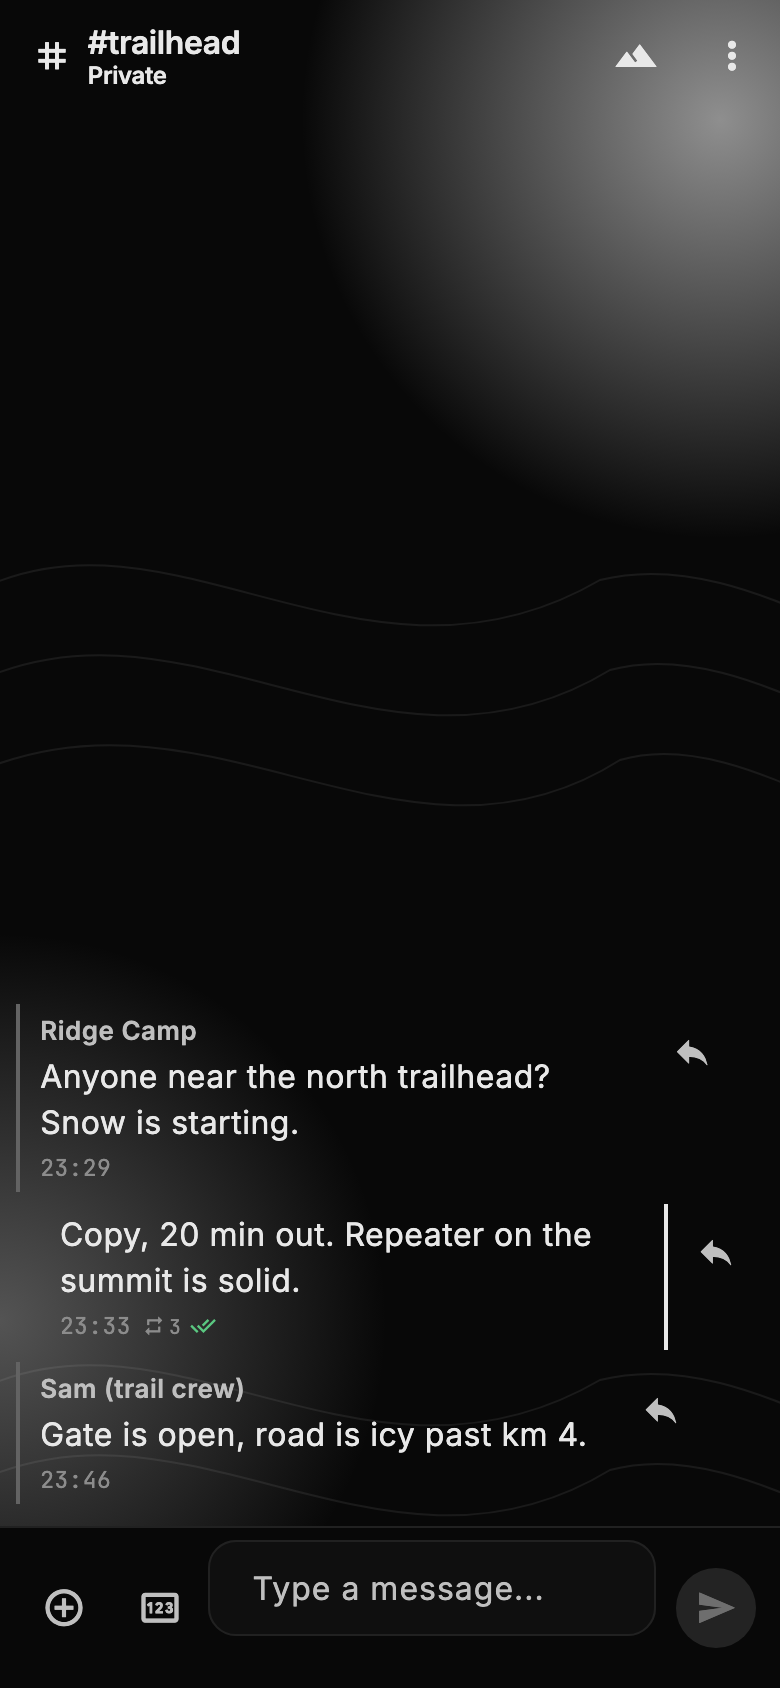 #trailhead
Private
Ridge Camp
Anyone near the north trailhead?
Snow is starting.
23:29
Copy, 20 min out. Repeater on the
summit is solid.
23:33 3
Sam (trail crew)
Gate is open, road is icy past km 4.
23:46
123
Type a message...